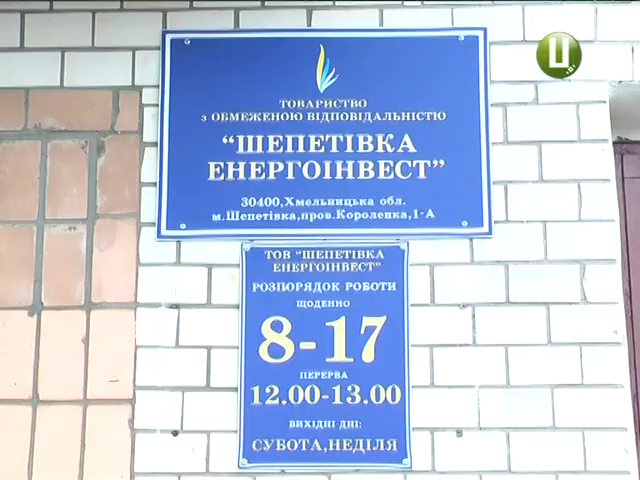 Ц
ТОВАРИСТВО
З ОБМЕЖЕНОЮ ВІДПОВІДАЛЬНІСТЮ
“ШЕПЕТІВКА
ЕНЕРГОІНВЕСТ”
30400,Хмельницька обл.
м.Шепетівка,пров.Короленка,1-А
ТОВ “ШЕПЕТІВКА
ЕНЕРГОІНВЕСТ”
РОЗПОРЯДОК РОБОТИ
ЩОДЕННО
8-17
ПЕРЕРВА
12.00-13.00
ВИХІДНІ ДНІ:
СУБОТА,НЕДІЛЯ